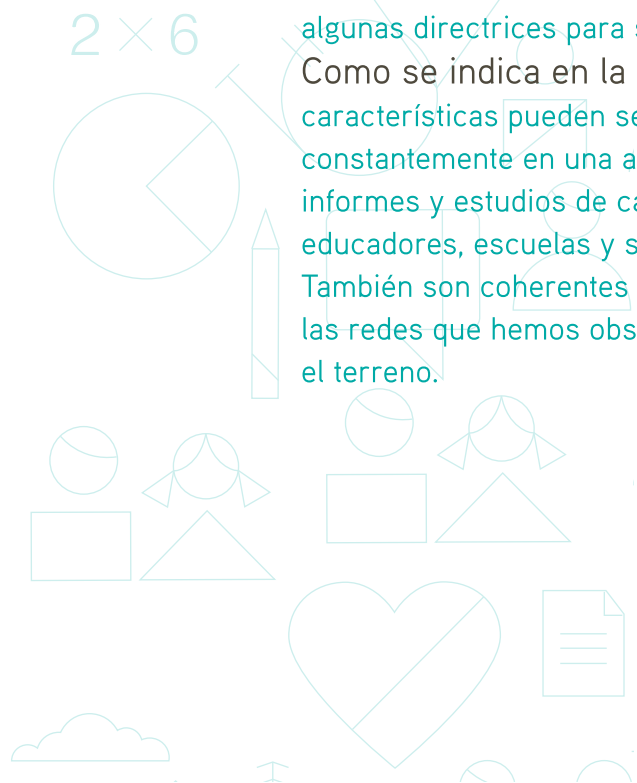 2 × 6
algunas directrices para
Como se indica en la
características pueden se
constantemente en una a
informes y estudios de ca
educadores, escuelas y s
También son coherentes
las redes que hemos obs
el terreno.